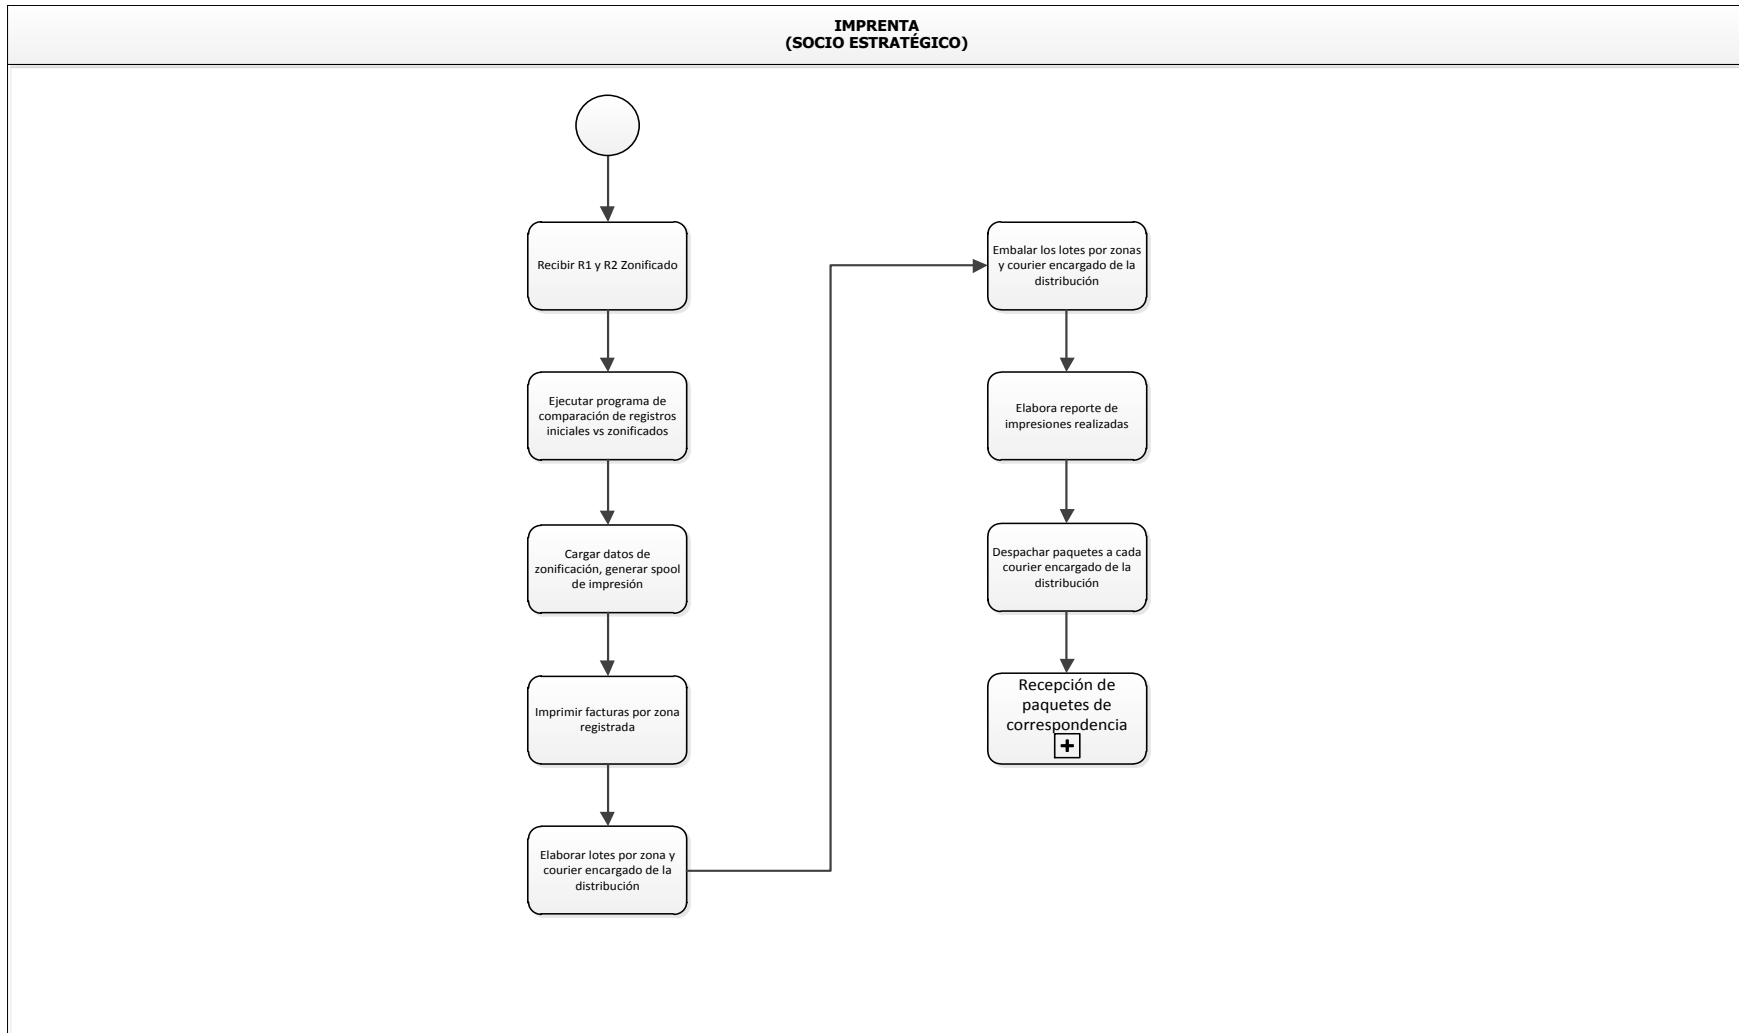 IMPRENTA
(SOCIO ESTRATÉGICO)
Recibir R1 y R2 Zonificado
Ejecutar programa de
comparación de registros
iniciales vs zonificados
Cargar datos de
zonificación, generar spool
de impresión
Imprimir facturas por zona
registrada
Elaborar lotes por zona y
courier encargado de la
distribución
Embalar los lotes por zonas
y courier encargado de la
distribución
Elabora reporte de
impresiones realizadas
Despachar paquetes a cada
courier encargado de la
distribución
Recepción de
paquetes de
correspondencia